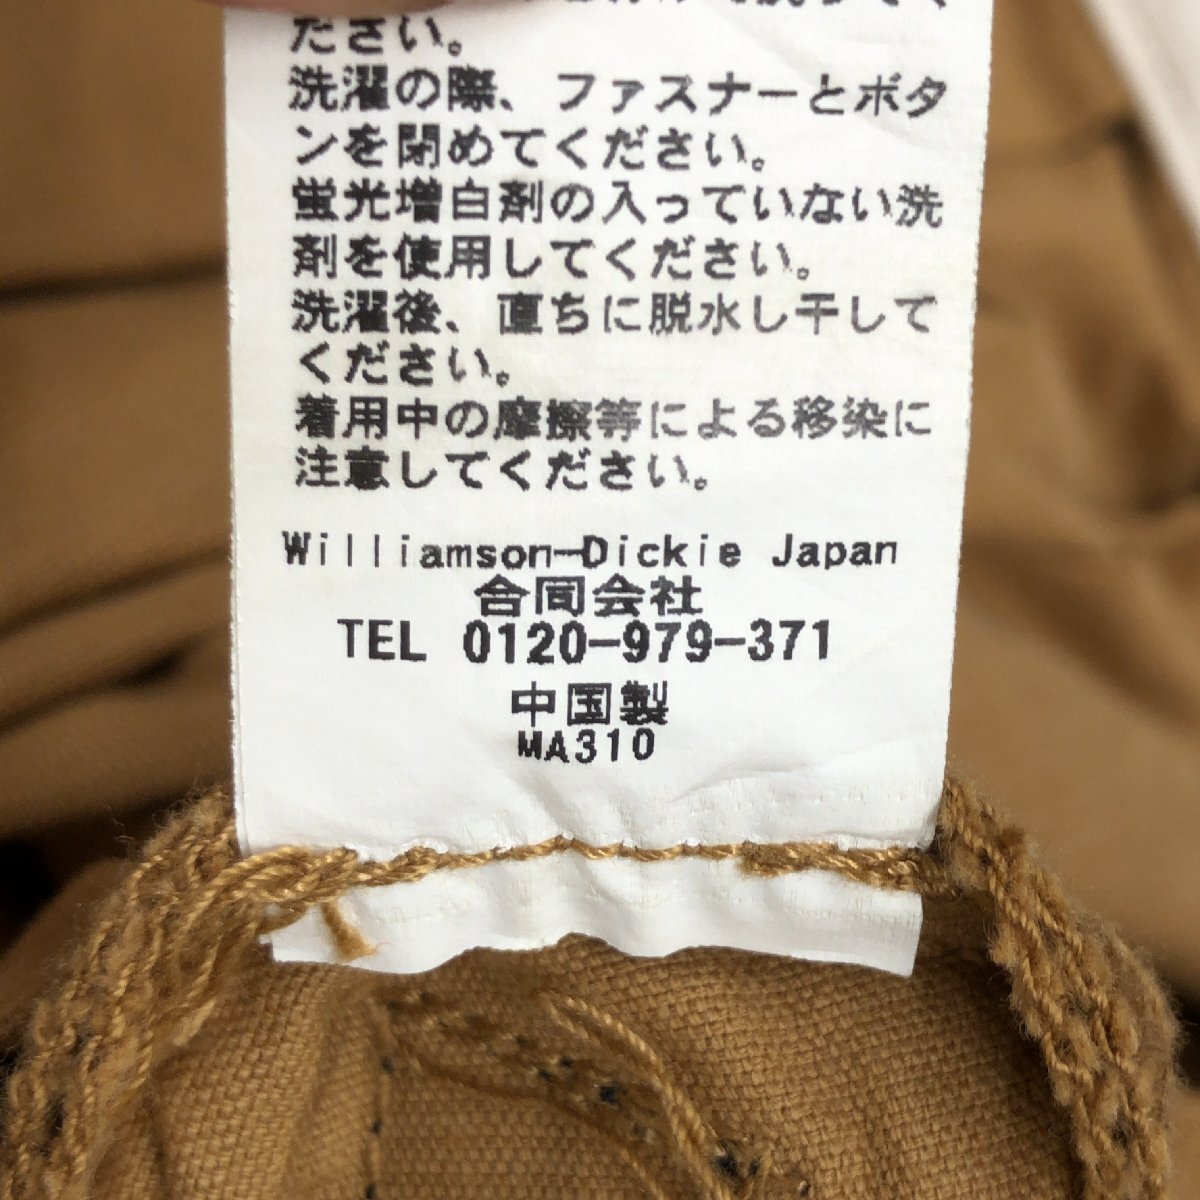 ださい。
洗濯の際、ファスナーとボタ
ンを閉めてください。
蛍光増白剤の入っていない洗
剤を使用してください。
洗濯後、直ちに脱水し干して
ください。
着用中の摩擦等による移染に
注意してください。
Williamson-Dickie Japan
合同会社
TEL 0120-979-371
中国製
MA310